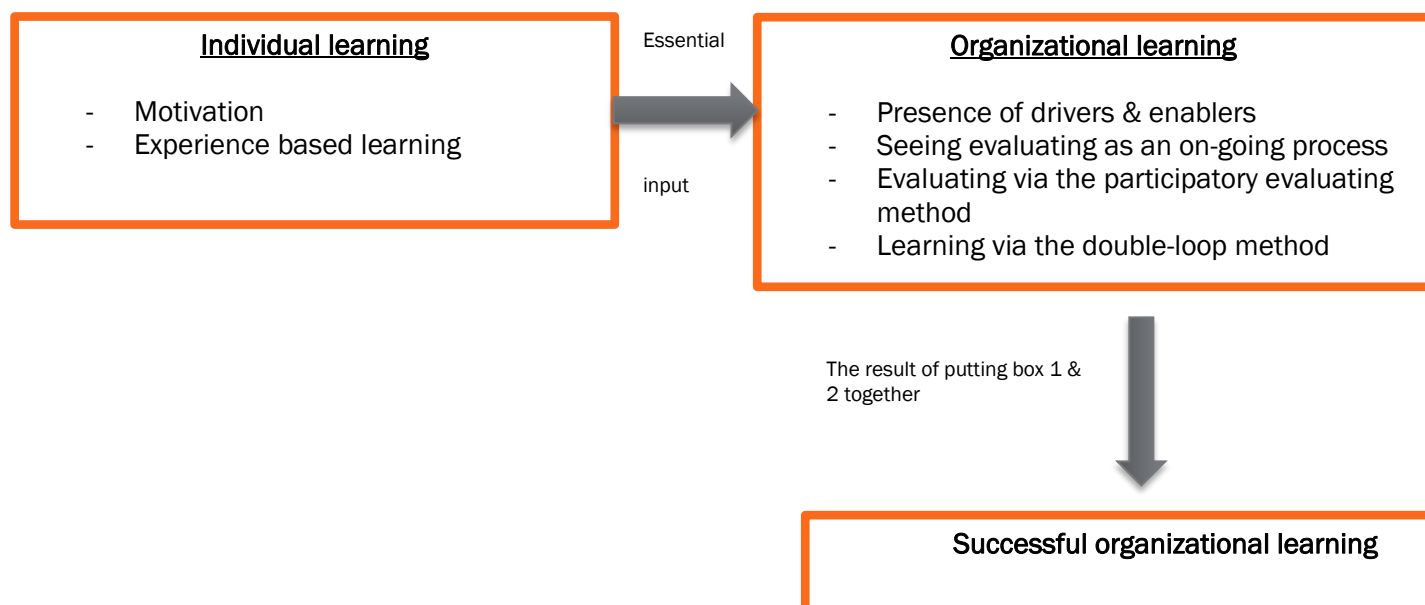 Individual learning
- Motivation
- Experience based learning
Essential
input
Organizational learning
- Presence of drivers & enablers
- Seeing evaluating as an on-going process
- Evaluating via the participatory evaluating
method
- Learning via the double-loop method
The result of putting box 1 &
2 together
Successful organizational learning